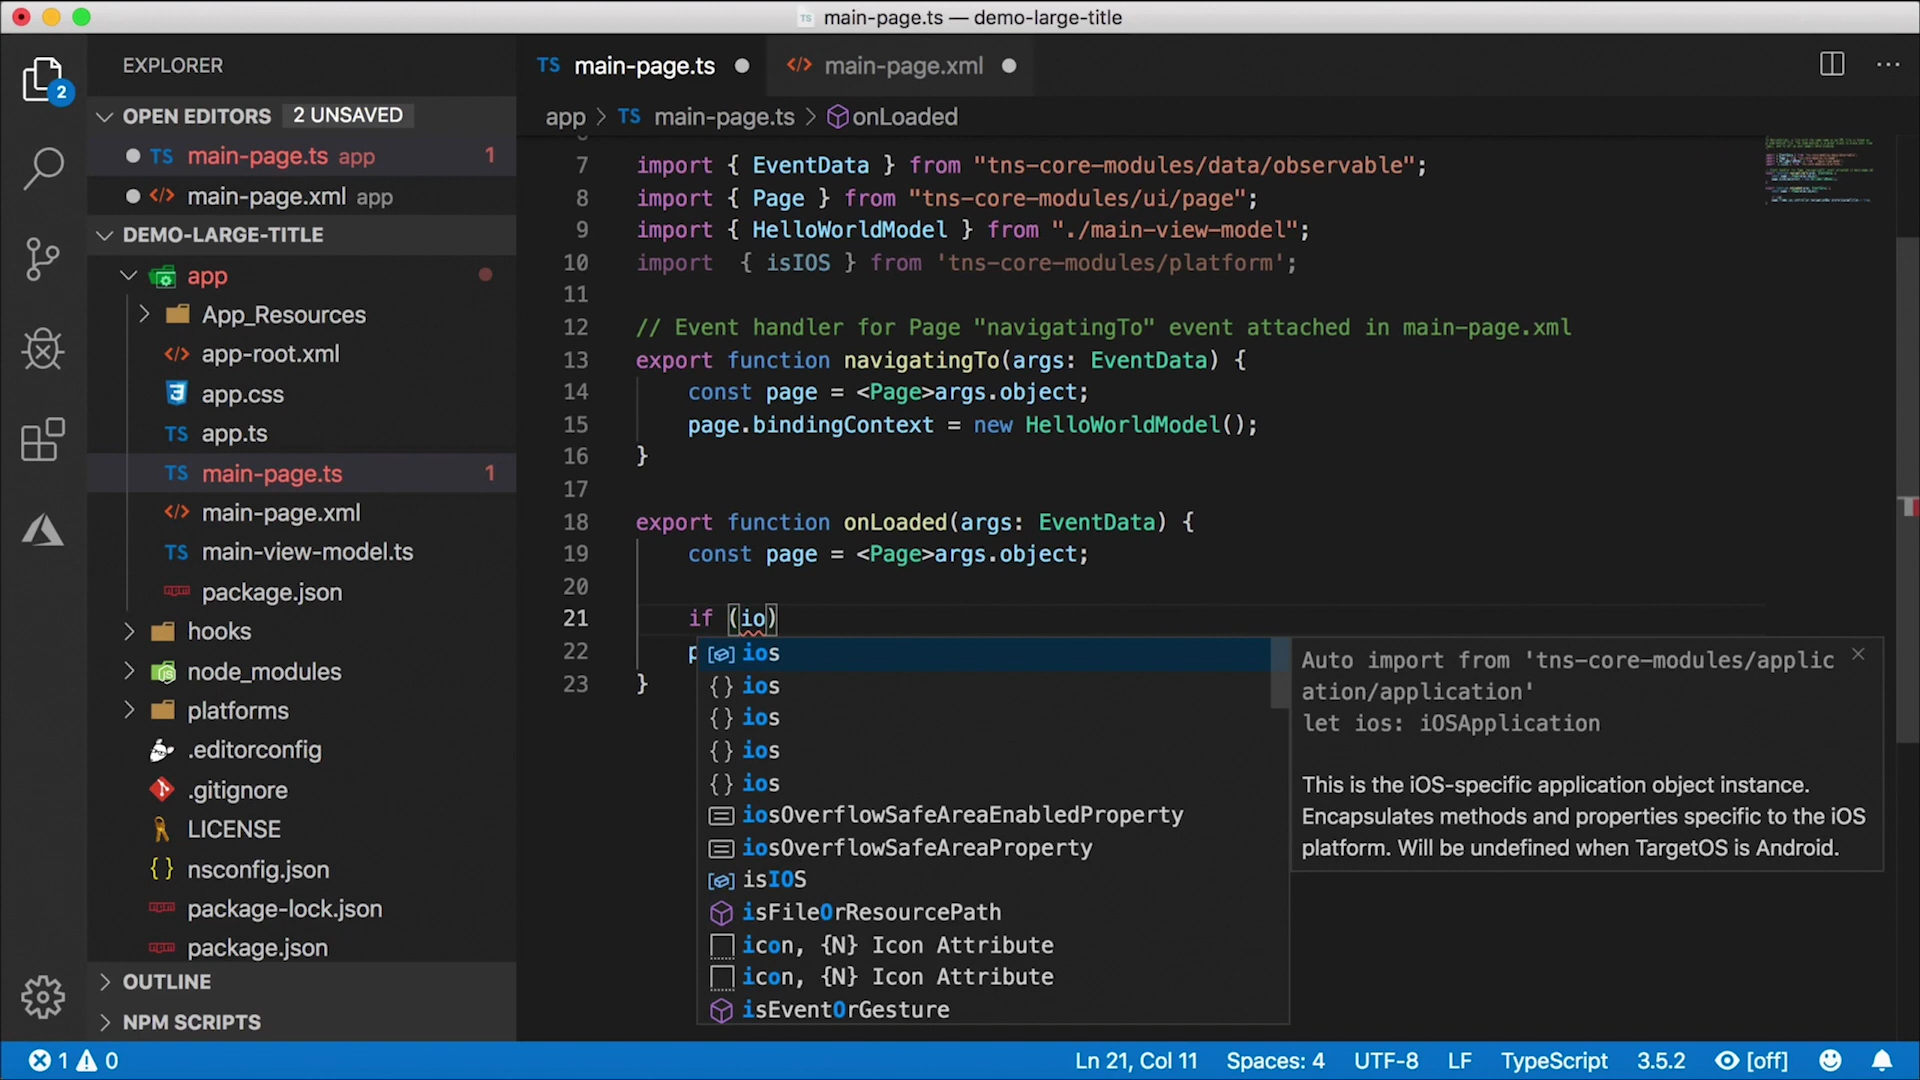 main-page.ts — demo-large-title
EXPLORER
OPEN EDITORS 2 UNSAVED
TS main-page.ts app 1
</> main-page.xml app
DEMO-LARGE-TITLE
app
App_Resources
</> app-root.xml
app.css
TS app.ts
TS main-page.ts 1
</> main-page.xml
TS main-view-model.ts
package.json
hooks
node_modules
platforms
.editorconfig
.gitignore
LICENSE
{} nsconfig.json
package-lock.json
package.json
OUTLINE
NPM SCRIPTS
2
TS main-page.ts
</> main-page.xml
app > TS main-page.ts > onLoaded
7 import { EventData } from "tns-core-modules/data/observable";
8 import { Page } from "tns-core-modules/ui/page";
9 import { HelloWorldModel } from "./main-view-model";
10 import  { isIOS } from 'tns-core-modules/platform';
11
12 // Event handler for Page "navigatingTo" event attached in main-page.xml
13 export function navigatingTo(args: EventData) {
14     const page = <Page>args.object;
15     page.bindingContext = new HelloWorldModel();
16 }
17
18 export function onLoaded(args: EventData) {
19     const page = <Page>args.object;
20
21     if (io)
22     p
23 }
ios
{} ios
{} ios
{} ios
{} ios
iosOverflowSafeAreaEnabledProperty
iosOverflowSafeAreaProperty
isIOS
isFileOrResourcePath
icon, {N} Icon Attribute
icon, {N} Icon Attribute
isEventOrGesture
Auto import from 'tns-core-modules/applic
ation/application'
let ios: iOSApplication
This is the iOS-specific application object instance.
Encapsulates methods and properties specific to the iOS
platform. Will be undefined when TargetOS is Android.
1 0
Ln 21, Col 11 Spaces: 4 UTF-8 LF TypeScript 3.5.2 [off]